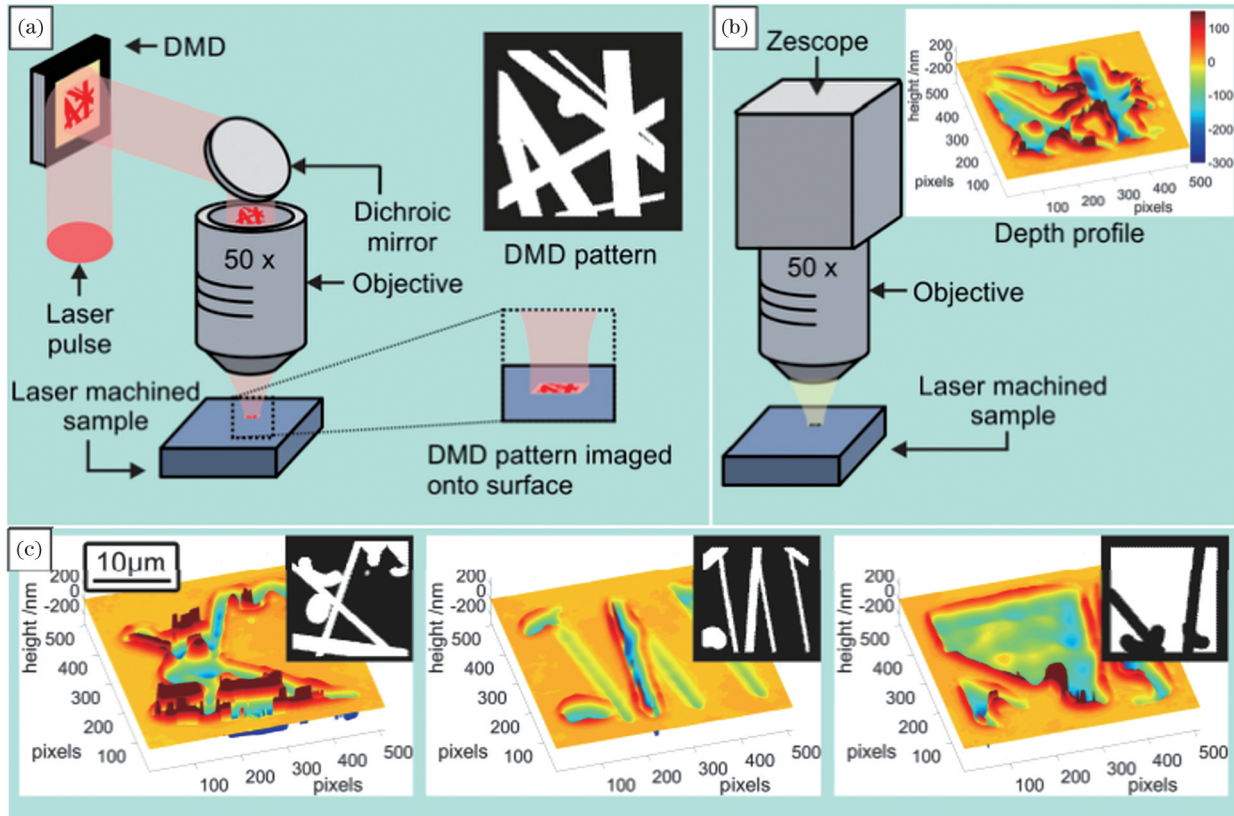 (a)
DMD
DMD pattern
50 x
Dichroic
mirror
Objective
Laser
pulse
Laser machined
sample
DMD pattern imaged
onto surface
(b)
Zescope
200
0
-200
height /nm
500
400
300
200
100
pixels
100
200
300
400
500
pixels
100
0
-100
-200
-300
Depth profile
50 x
Objective
Laser machined
sample
(c)
10μm
200
0
-200
height /nm
500
400
300
200
100
pixels
100
200
300
400
500
pixels
200
0
-200
height /nm
500
400
300
200
100
pixels
100
200
300
400
500
pixels
200
0
-200
height /nm
500
400
300
200
100
pixels
100
200
300
400
500
pixels